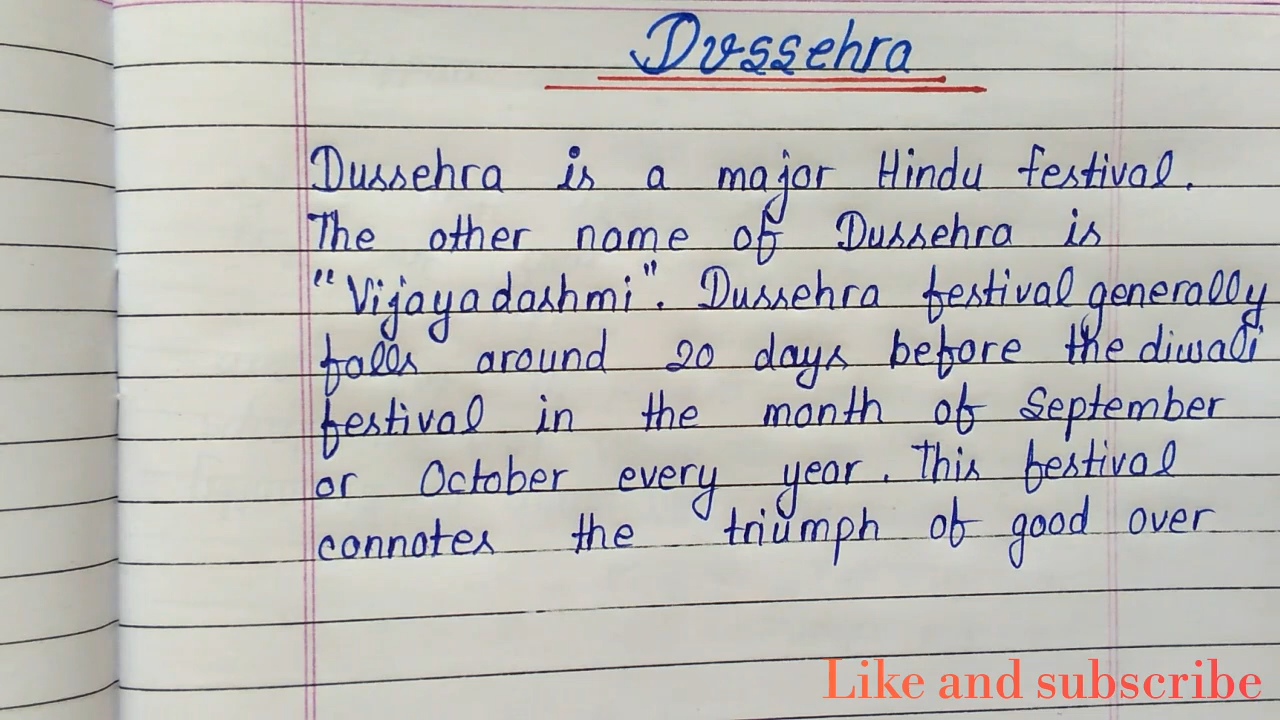 Dussehra
Dussehra is a major Hindu festival.
The other name of Dussehra is
"Vijayadashmi". Dussehra festival generally
falls around 20 days before the diwali
festival in the month of September
or October every year. This festival
connotes the triumph of good over
Like and subscribe